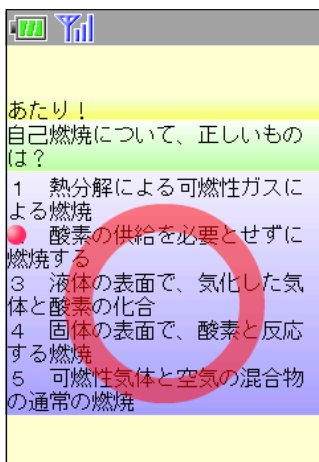 あたり！
自己燃焼について、正しいもの
は？
１　熱分解による可燃性ガスに
よる燃焼
酸素の供給を必要とせずに
燃焼する
３　液体の表面で、気化した気
体と酸素の化合
４　固体の表面で、酸素と反応
する燃焼
５　可燃性気体と空気の混合物
の通常の燃焼